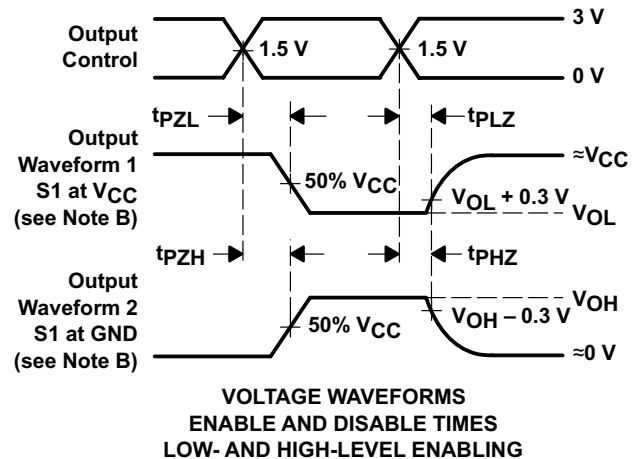 3 V
Output
Control
1.5 V
1.5 V
0 V
tPZL
tPLZ
Output
Waveform 1
S1 at VCC
(see Note B)
≈VCC
50% VCC
VOL + 0.3 V
VOL
tPZH
tPHZ
Output
Waveform 2
S1 at GND
(see Note B)
VOH
50% VCC
VOH – 0.3 V
≈0 V
VOLTAGE WAVEFORMS
ENABLE AND DISABLE TIMES
LOW- AND HIGH-LEVEL ENABLING